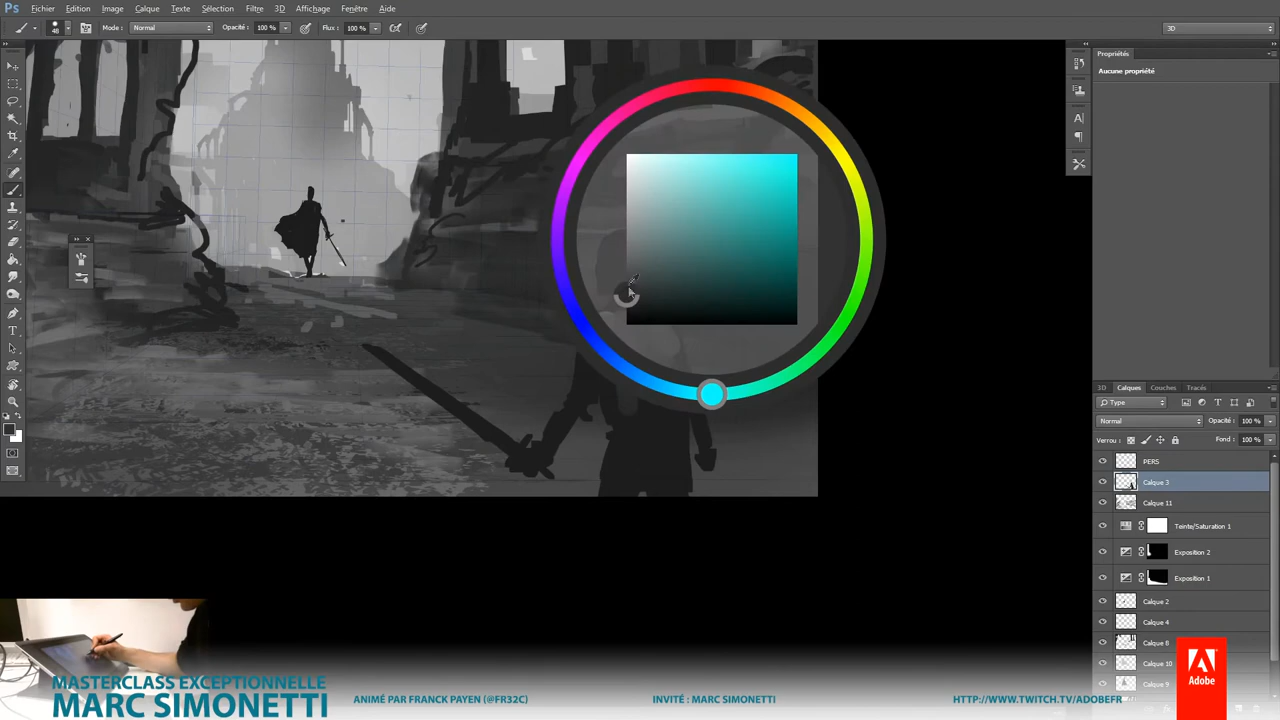 Ps Fichier Edition Image Calque Texte Sélection Filtre 3D Affichage Fenêtre Aide
48 Mode : Normal Opacité : 100 % Flux : 100 % 3D
Propriétés
Aucune propriété
3D Calques Couches Tracés
Type
Normal Opacité : 100 %
Verrou : Fond : 100 %
PERS
Calque 3
Calque 11
Teinte/Saturation 1
Exposition 2
Exposition 1
Calque 2
Calque 4
Calque 8
Calque 10
Calque 9
Adobe
MASTERCLASS EXCEPTIONNELLE
MARC SIMONETTI
ANIMÉ PAR FRANCK PAYEN (@FR32C) INVITÉ : MARC SIMONETTI HTTP://WWW.TWITCH.TV/ADOBEFR